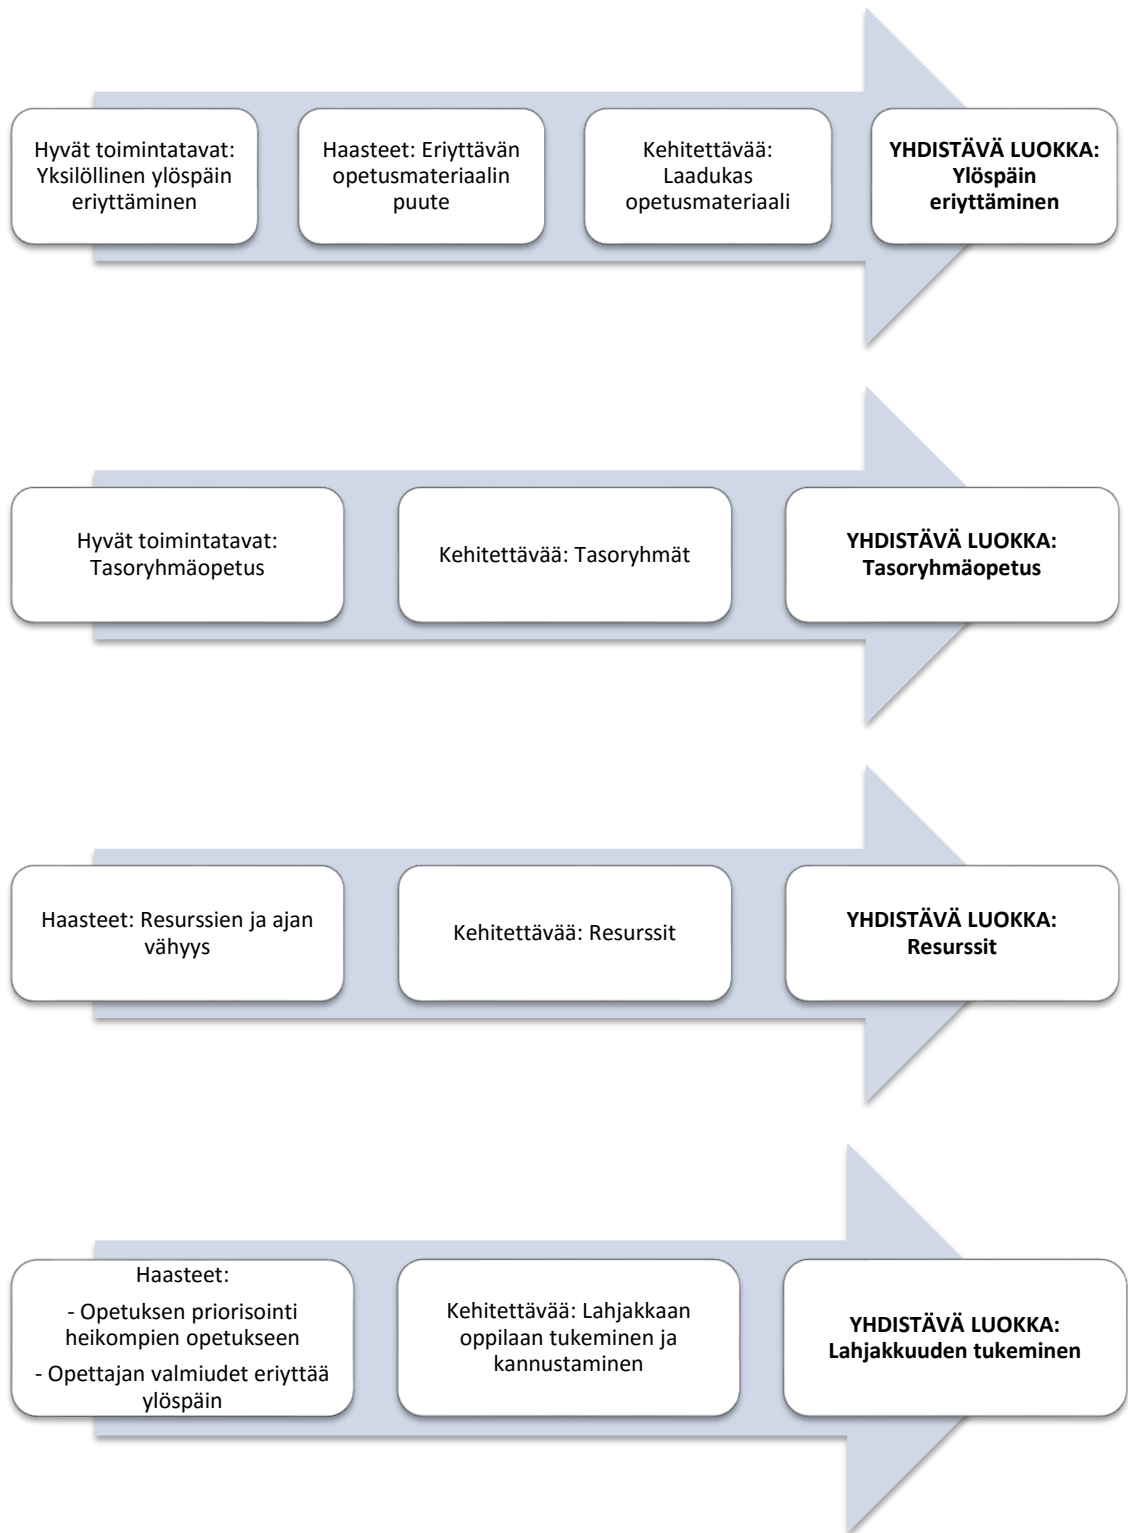 Hyvät toimintatavat:
Yksilöllinen ylöspäin
eriyttäminen
Haasteet: Eriyttävän
opetusmateriaalin
puute
Kehitettävää:
Laadukas
opetusmateriaali
YHDISTÄVÄ LUOKKA:
Ylöspäin
eriyttäminen
Hyvät toimintatavat:
Tasoryhmäopetus
Kehitettävää: Tasoryhmät
YHDISTÄVÄ LUOKKA:
Tasoryhmäopetus
Haasteet: Resurssien ja ajan
vähyys
Kehitettävää: Resurssit
YHDISTÄVÄ LUOKKA:
Resurssit
Haasteet:
- Opetuksen priorisointi
heikompien opetukseen
- Opettajan valmiudet eriyttää
ylöspäin
Kehitettävää: Lahjakkaan
oppilaan tukeminen ja
kannustaminen
YHDISTÄVÄ LUOKKA:
Lahjakkuuden tukeminen